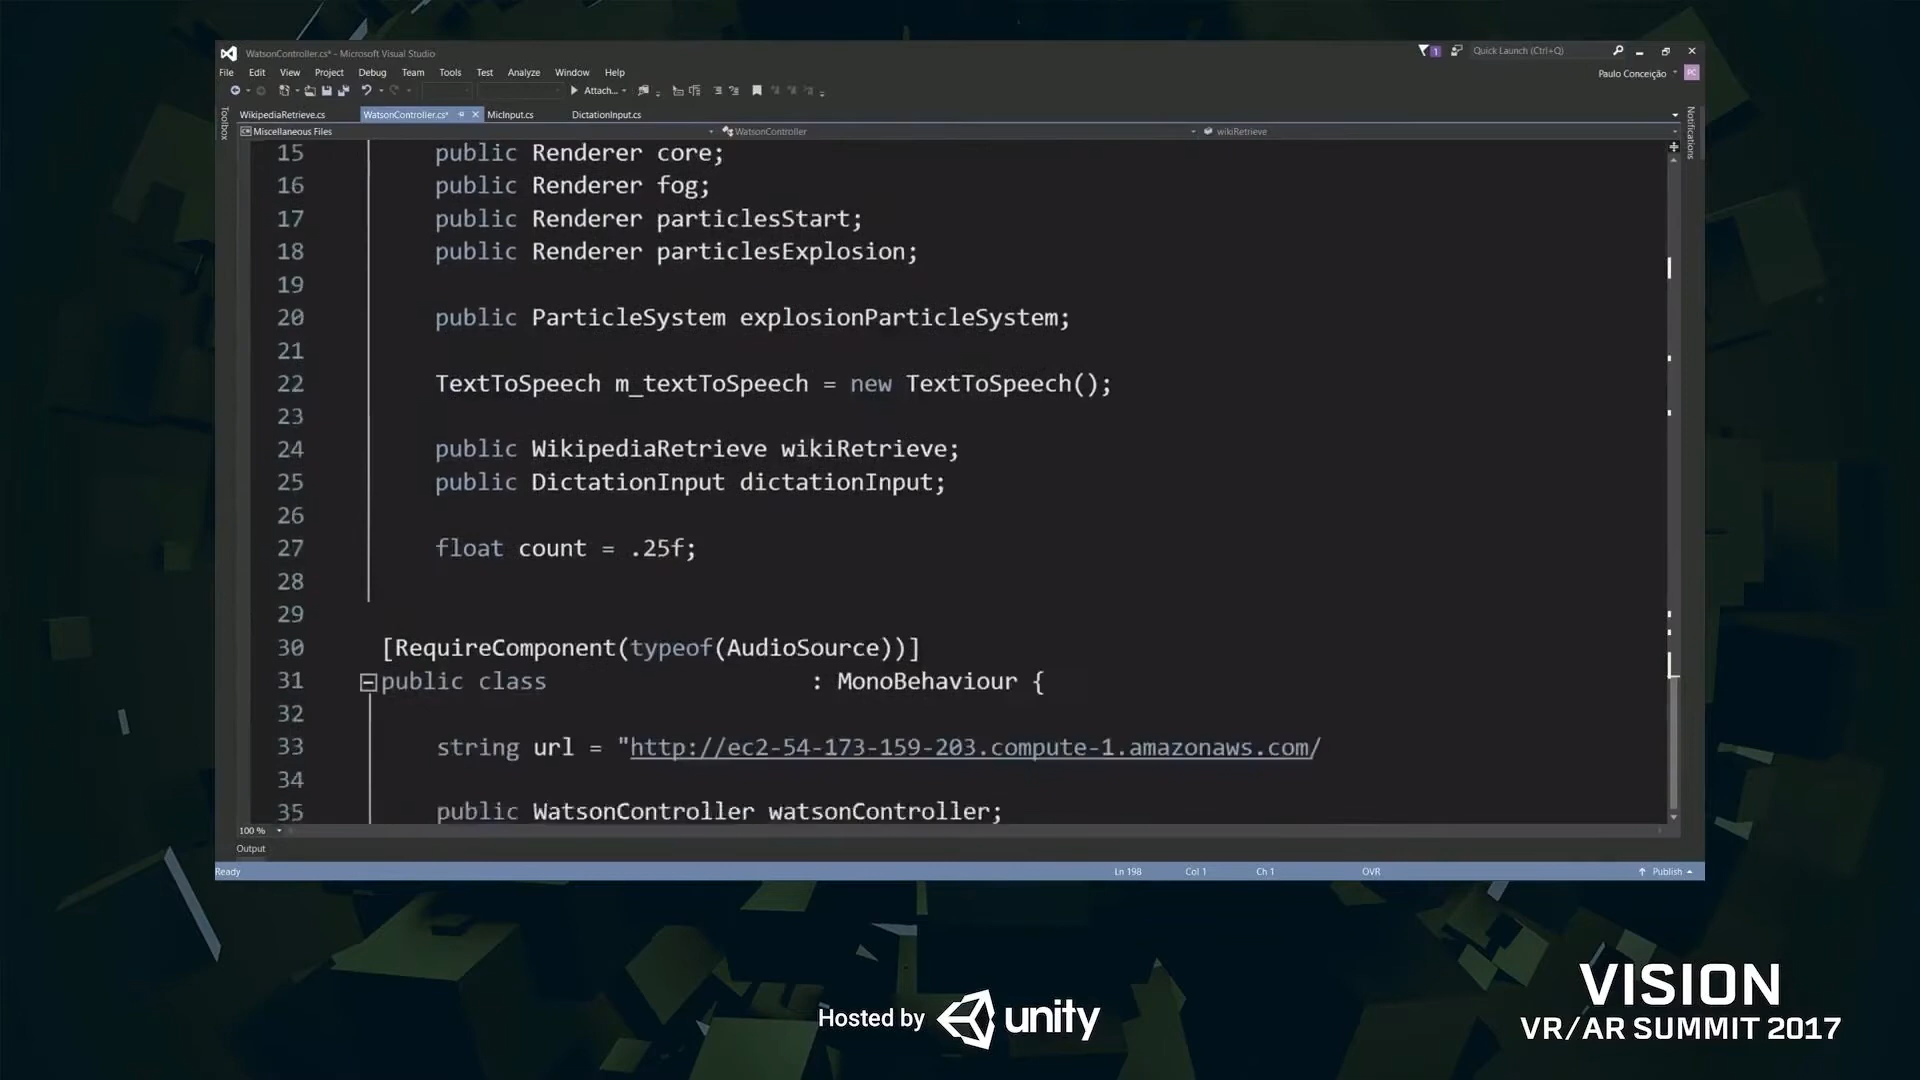 WatsonController.cs* - Microsoft Visual Studio
1
Quick Launch (Ctrl+Q)
File Edit View Project Debug Team Tools Test Analyze Window Help
Paulo Conceição PC
Attach...
Toolbox
WikipediaRetrieve.cs WatsonController.cs* MicInput.cs DictationInput.cs
Notifications
Miscellaneous Files WatsonController wikiRetrieve
15 public Renderer core;
16 public Renderer fog;
17 public Renderer particlesStart;
18 public Renderer particlesExplosion;
19
20 public ParticleSystem explosionParticleSystem;
21
22 TextToSpeech m_textToSpeech = new TextToSpeech();
23
24 public WikipediaRetrieve wikiRetrieve;
25 public DictationInput dictationInput;
26
27 float count = .25f;
28
29
30 [RequireComponent(typeof(AudioSource))]
31 public class : MonoBehaviour {
32
33 string url = "http://ec2-54-173-159-203.compute-1.amazonaws.com/
34
35 public WatsonController watsonController;
100 %
Output
Ready Ln 198 Col 1 Ch 1 OVR Publish
Hosted by unity
VISION
VR/AR SUMMIT 2017